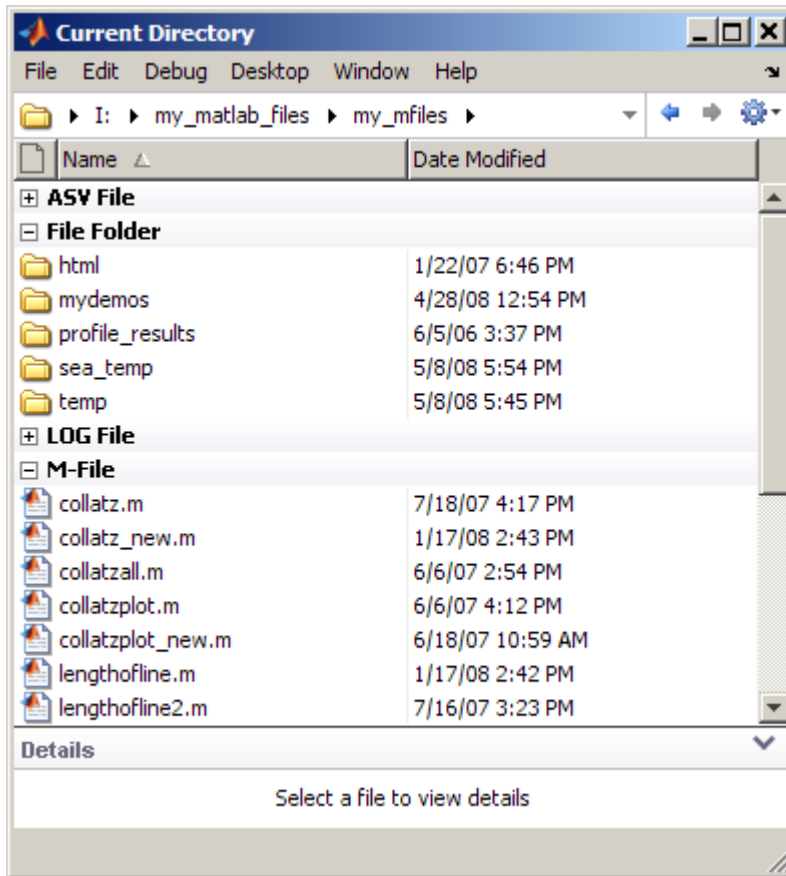 Current Directory
File Edit Debug Desktop Window Help
I: my_matlab_files my_mfiles
Name Date Modified
ASV File
File Folder
html 1/22/07 6:46 PM
mydemos 4/28/08 12:54 PM
profile_results 6/5/06 3:37 PM
sea_temp 5/8/08 5:54 PM
temp 5/8/08 5:45 PM
LOG File
M-File
collatz.m 7/18/07 4:17 PM
collatz_new.m 1/17/08 2:43 PM
collatzall.m 6/6/07 2:54 PM
collatzplot.m 6/6/07 4:12 PM
collatzplot_new.m 6/18/07 10:59 AM
lengthofline.m 1/17/08 2:42 PM
lengthofline2.m 7/16/07 3:23 PM
Details
Select a file to view details